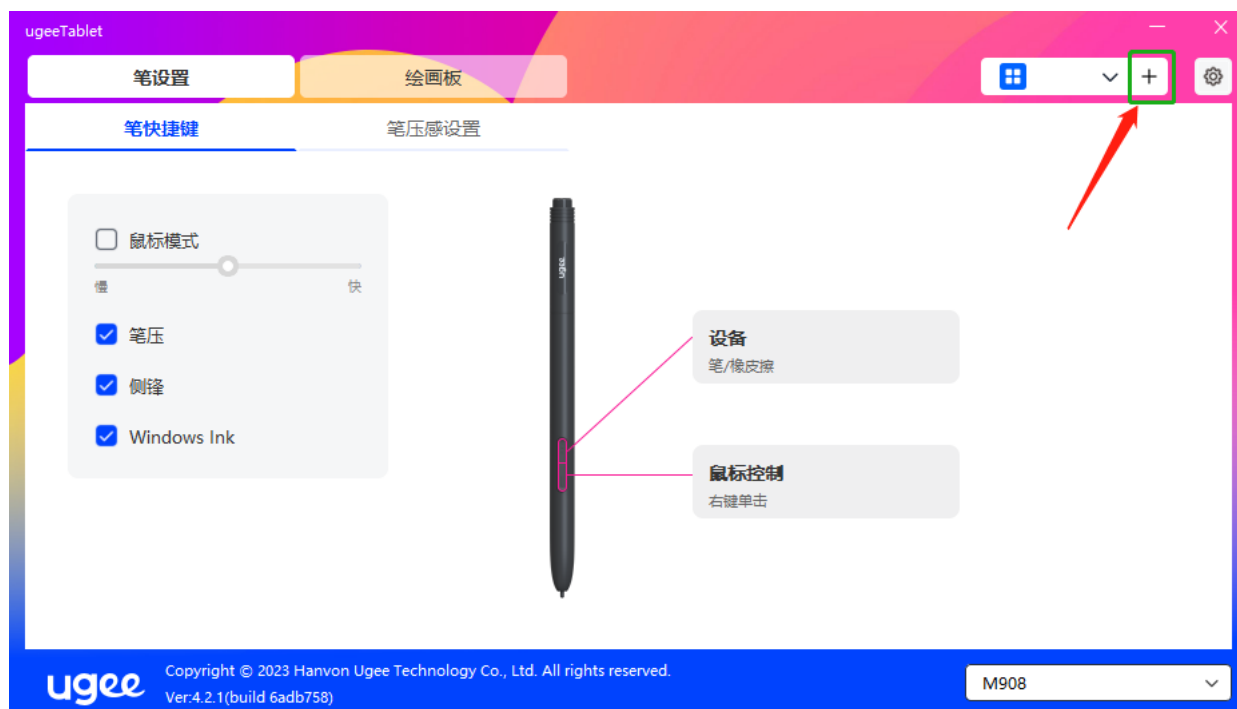 ugeeTablet
笔设置
绘画板
笔快捷键
笔压感设置
鼠标模式
慢
快
笔压
侧锋
Windows Ink
ugee
设备
笔/橡皮擦
鼠标控制
右键单击
ugee
Copyright © 2023 Hanvon Ugee Technology Co., Ltd. All rights reserved.
Ver:4.2.1(build 6adb758)
M908